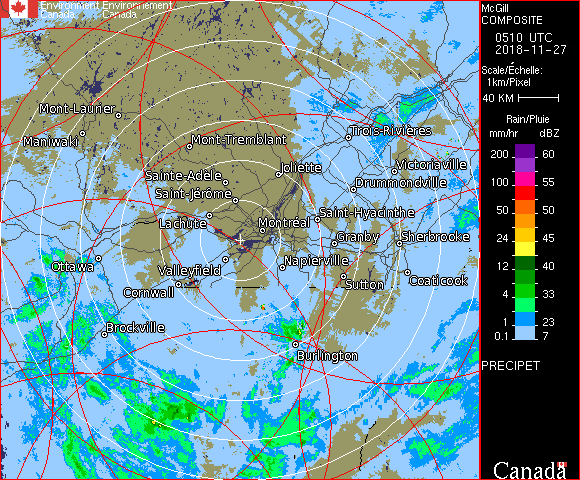 Environment Environnement
Canada Canada
McGill
COMPOSITE
0510 UTC
2018-11-27
Scale/Échelle:
1km/Pixel
40 KM
Rain/Pluie
mm/hr dBZ
200 60
100 55
50 50
24 45
12 40
4 33
1 23
0.1 7
PRECIPET
Mont-Laurier
Maniwaki
Mont-Tremblant
Trois-Rivières
Joliette
Victoriaville
Sainte-Adèle
Drummondville
Saint-Jérôme
Saint-Hyacinthe
Lachute
Montréal
Granby
Sherbrooke
Ottawa
Valleyfield
Napierville
Cornwall
Sutton
Coaticook
Brockville
Burlington
Canada